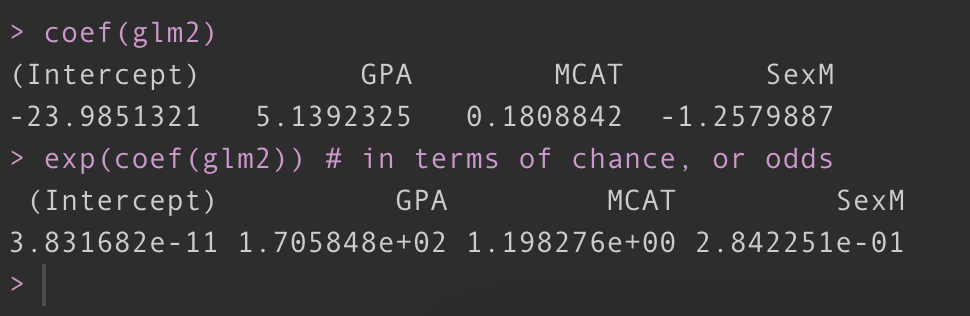 > coef(glm2)
(Intercept) GPA MCAT SexM
-23.9851321 5.1392325 0.1808842 -1.2579887
> exp(coef(glm2)) # in terms of chance, or odds
(Intercept) GPA MCAT SexM
3.831682e-11 1.705848e+02 1.198276e+00 2.842251e-01
>